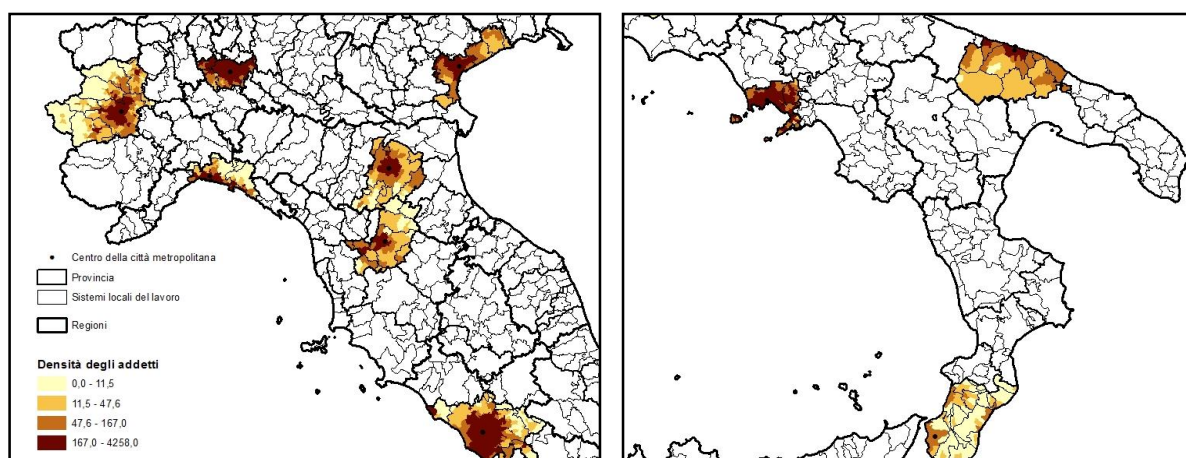 Centro della città metropolitana
Provincia
Sistemi locali del lavoro
Regioni
Densità degli addetti
0,0 - 11,5
11,5 - 47,6
47,6 - 167,0
167,0 - 4258,0